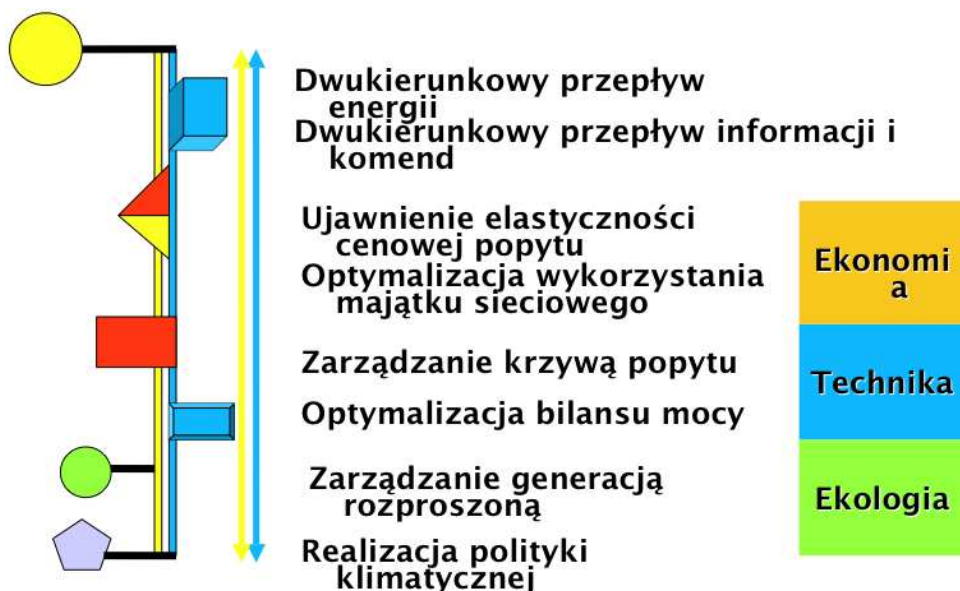 Dwukierunkowy przepływ
energii
Dwukierunkowy przepływ informacji i
komend
Ujawnienie elastyczności
cenowej popytu
Optymalizacja wykorzystania
majątku sieciowego
Zarządzanie krzywą popytu
Optymalizacja bilansu mocy
Zarządzanie generacją
rozproszoną
Realizacja polityki
klimatycznej
Ekonomi
a
Technika
Ekologia